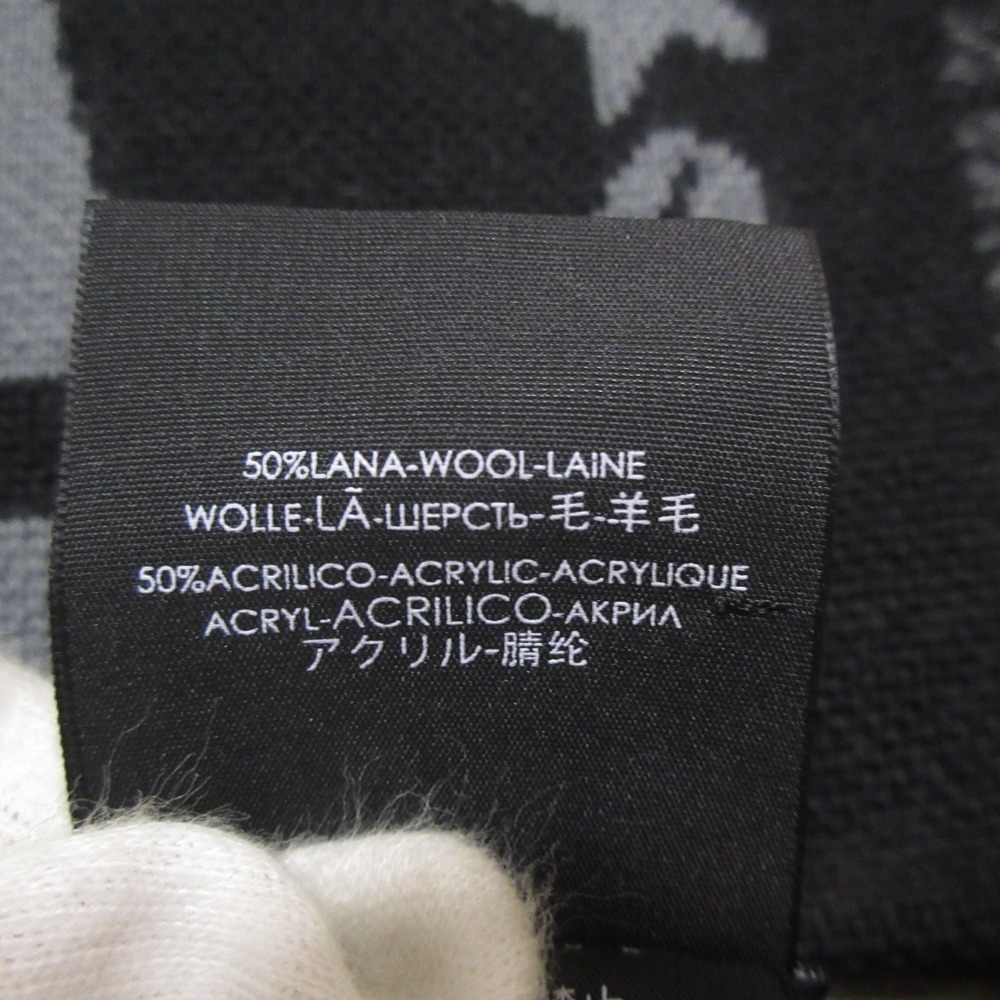 50%LANA-WOOL-LAINE
WOLLE-LÃ-ШЕРСТЬ-毛-羊毛
50%ACRILICO-ACRYLIC-ACRYLIQUE
ACRYL-ACRILICO-АКРИЛ
アクリル-腈纶